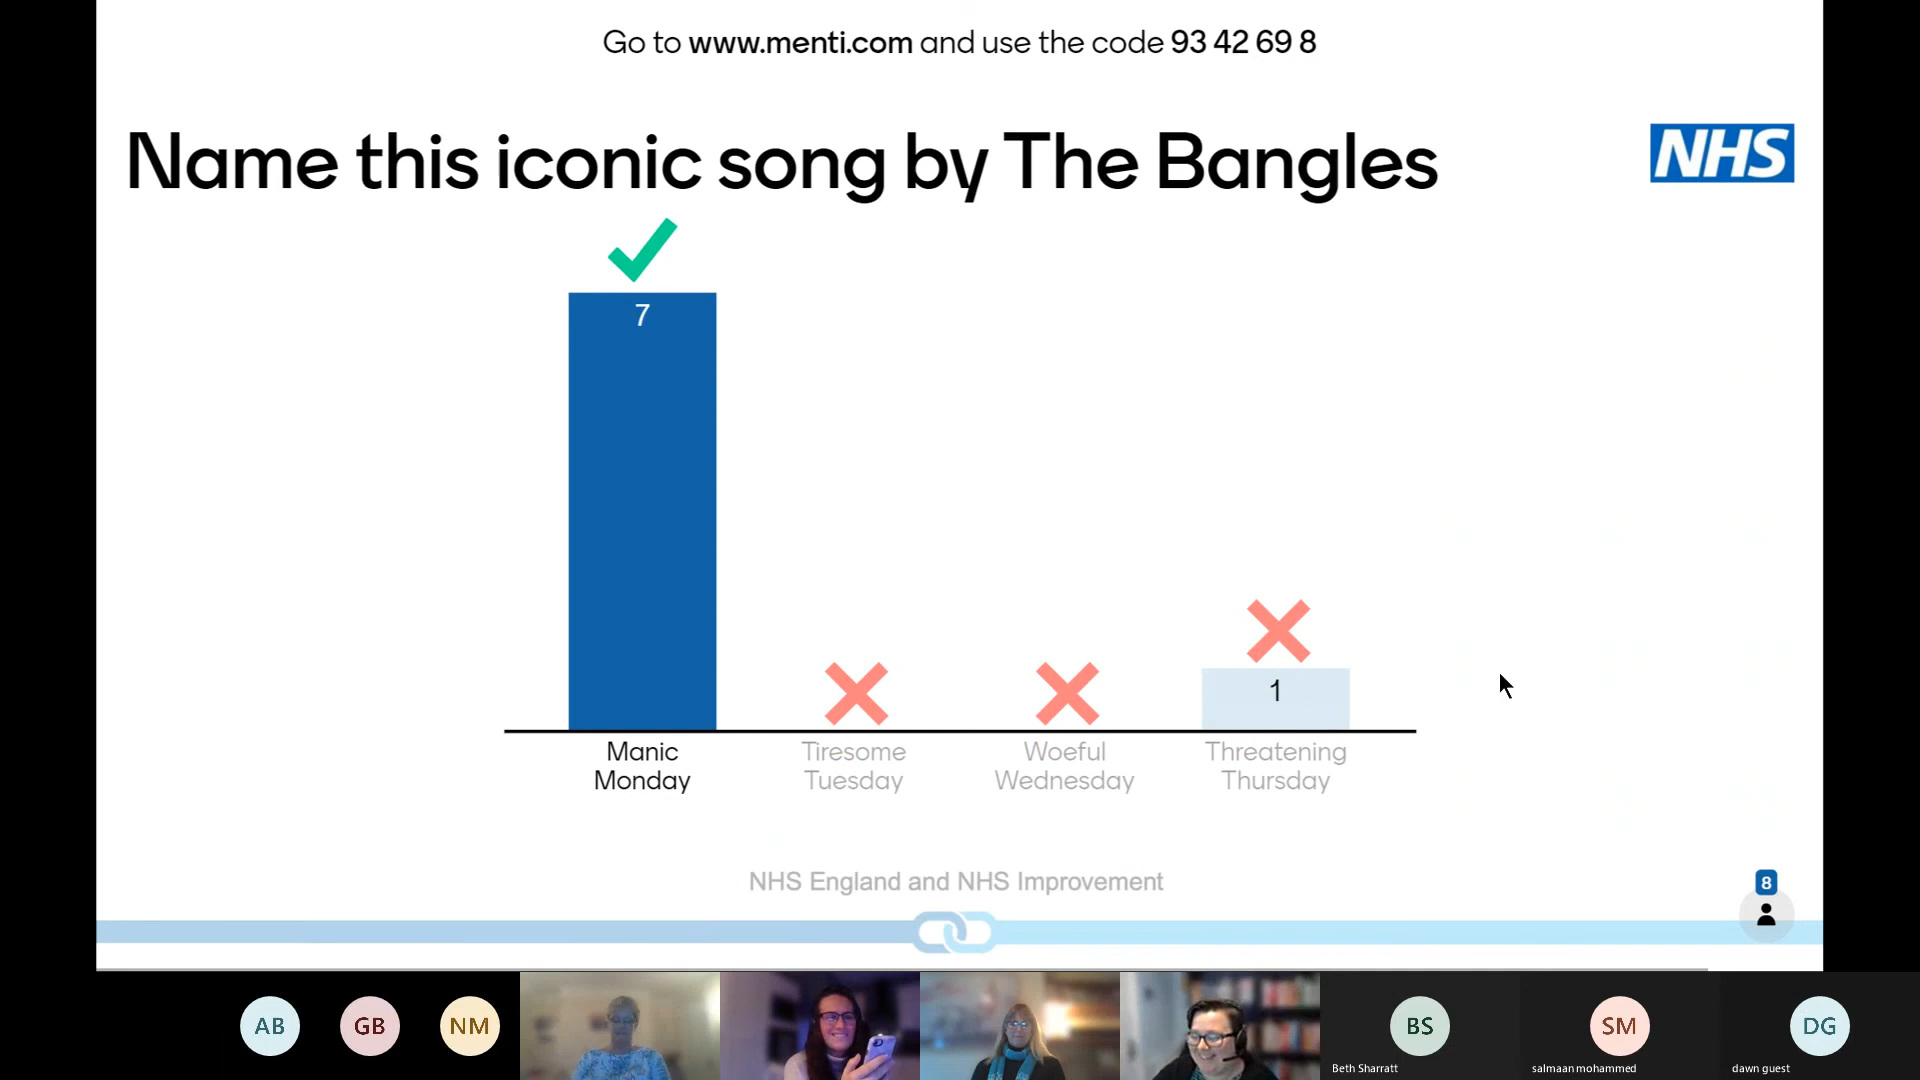 Go to www.menti.com and use the code 93 42 69 8
Name this iconic song by The Bangles
NHS
7
1
Manic
Monday
Tiresome
Tuesday
Woeful
Wednesday
Threatening
Thursday
NHS England and NHS Improvement
8
AB
GB
NM
BS
SM
DG
Beth Sharratt
salmaan mohammed
dawn guest